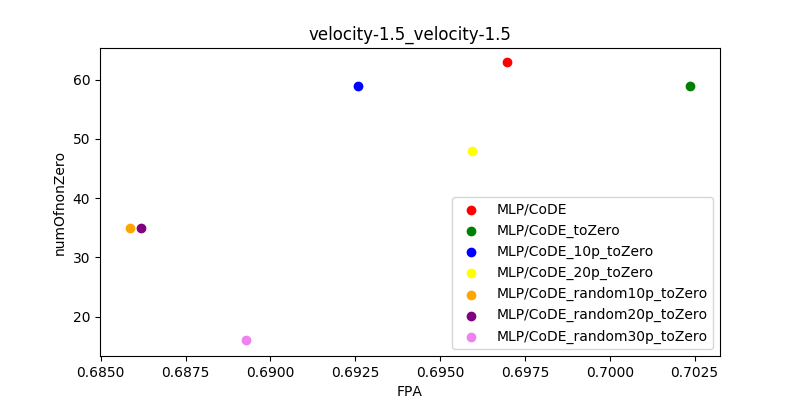 velocity-1.5_velocity-1.5
numOfnonZero
60
50
40
30
20
MLP/CoDE
MLP/CoDE_toZero
MLP/CoDE_10p_toZero
MLP/CoDE_20p_toZero
MLP/CoDE_random10p_toZero
MLP/CoDE_random20p_toZero
MLP/CoDE_random30p_toZero
0.6850 0.6875 0.6900 0.6925 0.6950 0.6975 0.7000 0.7025
FPA